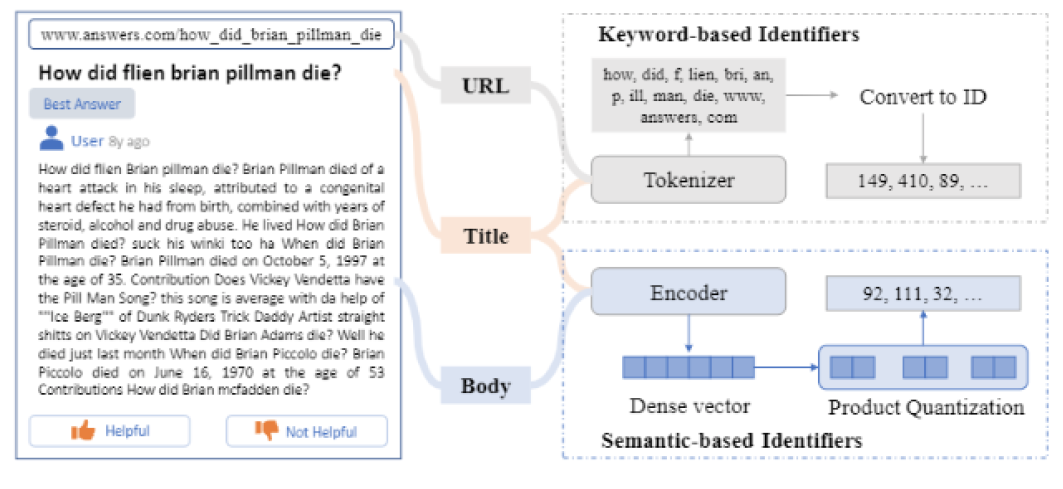 www.answers.com/how_did_brian_pillman_die
How did flien brian pillman die?
Best Answer
User 8y ago
How did flien Brian pillman die? Brian Pillman died of a
heart attack in his sleep, attributed to a congenital
heart defect he had from birth, combined with years of
steroid, alcohol and drug abuse. He lived How did Brian
Pillman died? suck his winki too ha When did Brian
Pillman die? Brian Pillman died on October 5, 1997 at
the age of 35. Contribution Does Vickey Vendetta have
the Pill Man Song? this song is average with da help of
""Ice Berg"" of Dunk Ryders Trick Daddy Artist straight
shitts on Vickey Vendetta Did Brian Adams die? Well he
died just last month When did Brian Piccolo die? Brian
Piccolo died on June 16, 1970 at the age of 53
Contributions How did Brian mcfadden die?
Helpful
Not Helpful
URL
Title
Body
Keyword-based Identifiers
how, did, f, lien, bri, an,
p, ill, man, die, www,
answers, com
Convert to ID
Tokenizer
149, 410, 89, …
Encoder
92, 111, 32, …
Dense vector
Product Quantization
Semantic-based Identifiers